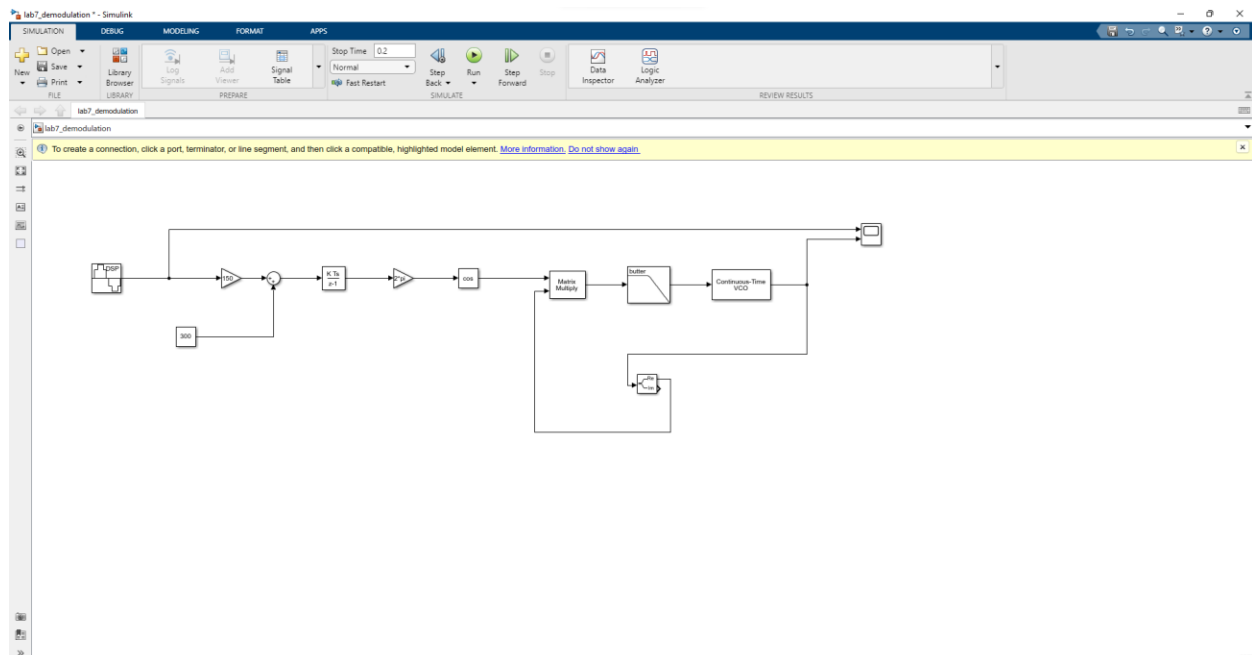 lab7_demodulation * - Simulink
SIMULATION DEBUG MODELING FORMAT APPS
New
Open
Save
Print
FILE
Library Browser
LIBRARY
Log Signals
Add Viewer
Signal Table
PREPARE
Stop Time 0.2
Normal
Fast Restart
Step Back
Run
Step Forward
Stop
SIMULATE
Data Inspector
Logic Analyzer
REVIEW RESULTS
lab7_demodulation
lab7_demodulation
To create a connection, click a port, terminator, or line segment, and then click a compatible, highlighted model element. More information. Do not show again
DSP
150
300
K Ts
z-1
2*pi
cos
Matrix
Multiply
butter
Continuous-Time
VCO
Re
Im